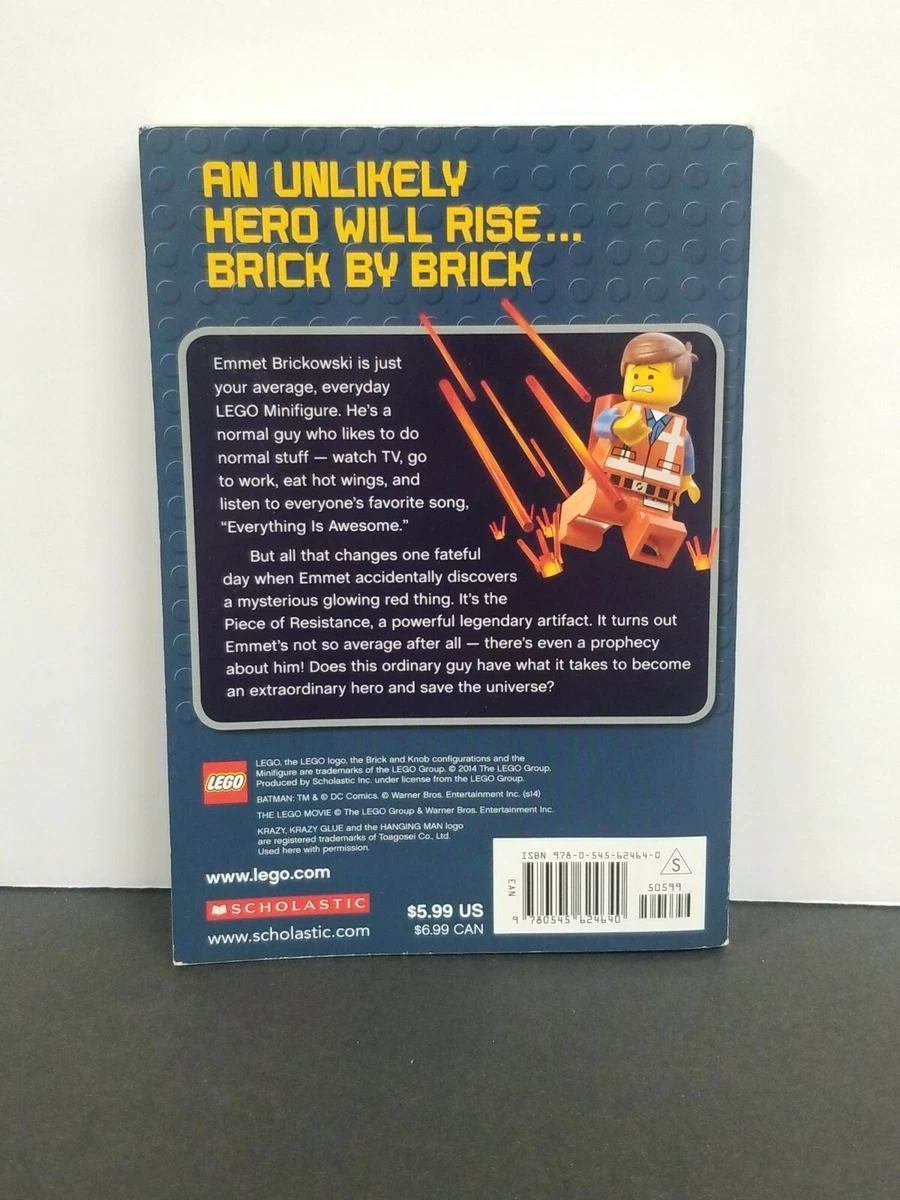 AN UNLIKELY
HERO WILL RISE...
BRICK BY BRICK
Emmet Brickowski is just
your average, everyday
LEGO Minifigure. He's a
normal guy who likes to do
normal stuff — watch TV, go
to work, eat hot wings, and
listen to everyone's favorite song,
"Everything Is Awesome."
But all that changes one fateful
day when Emmet accidentally discovers
a mysterious glowing red thing. It's the
Piece of Resistance, a powerful legendary artifact. It turns out
Emmet's not so average after all — there's even a prophecy
about him! Does this ordinary guy have what it takes to become
an extraordinary hero and save the universe?
LEGO
LEGO, the LEGO logo, the Brick and Knob configurations and the
Minifigure are trademarks of the LEGO Group. © 2014 The LEGO Group.
Produced by Scholastic Inc. under license from the LEGO Group.
BATMAN: TM & © DC Comics. © Warner Bros. Entertainment Inc. (s14)
THE LEGO MOVIE © The LEGO Group & Warner Bros. Entertainment Inc.
KRAZY, KRAZY GLUE and the HANGING MAN logo
are registered trademarks of Toagosei Co., Ltd.
Used here with permission.
www.lego.com
SCHOLASTIC
www.scholastic.com
$5.99 US
$6.99 CAN
ISBN 978-0-545-62464-0
S
50599
EAN
9 780545 624640